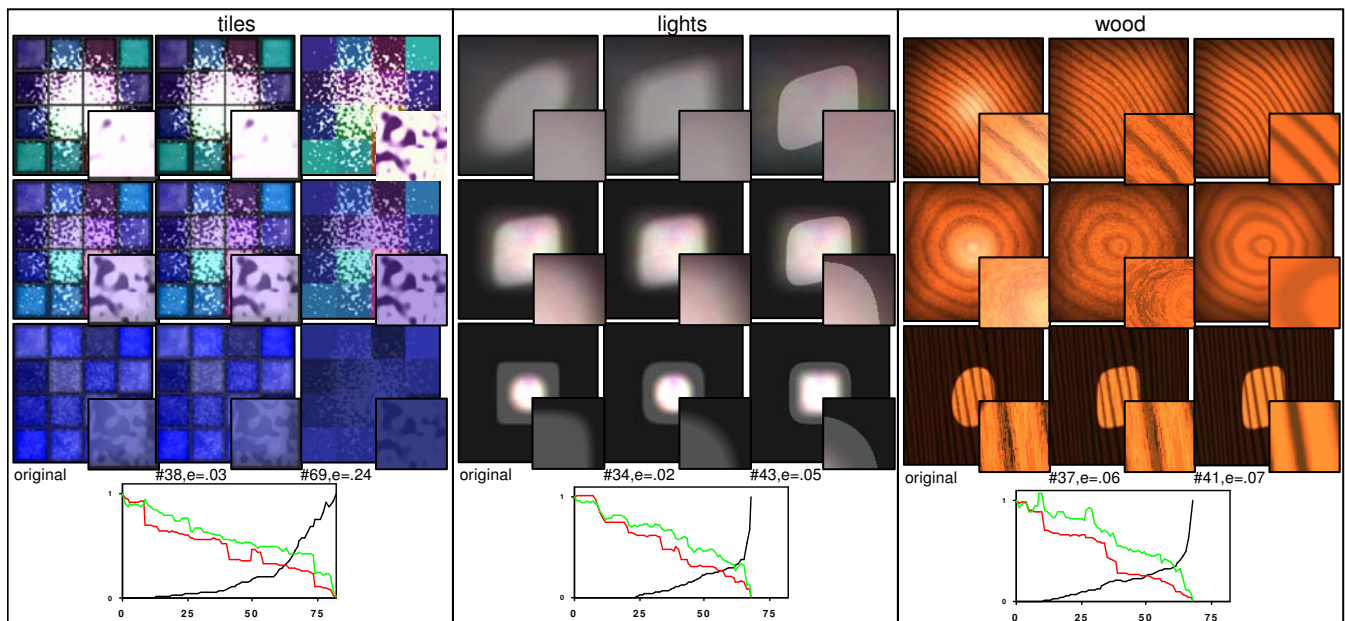 tiles
lights
wood
original
#38,e=.03
#69,e=.24
original
#34,e=.02
#43,e=.05
original
#37,e=.06
#41,e=.07
1
0
0
25
50
75
1
0
0
25
50
75
1
0
0
25
50
75